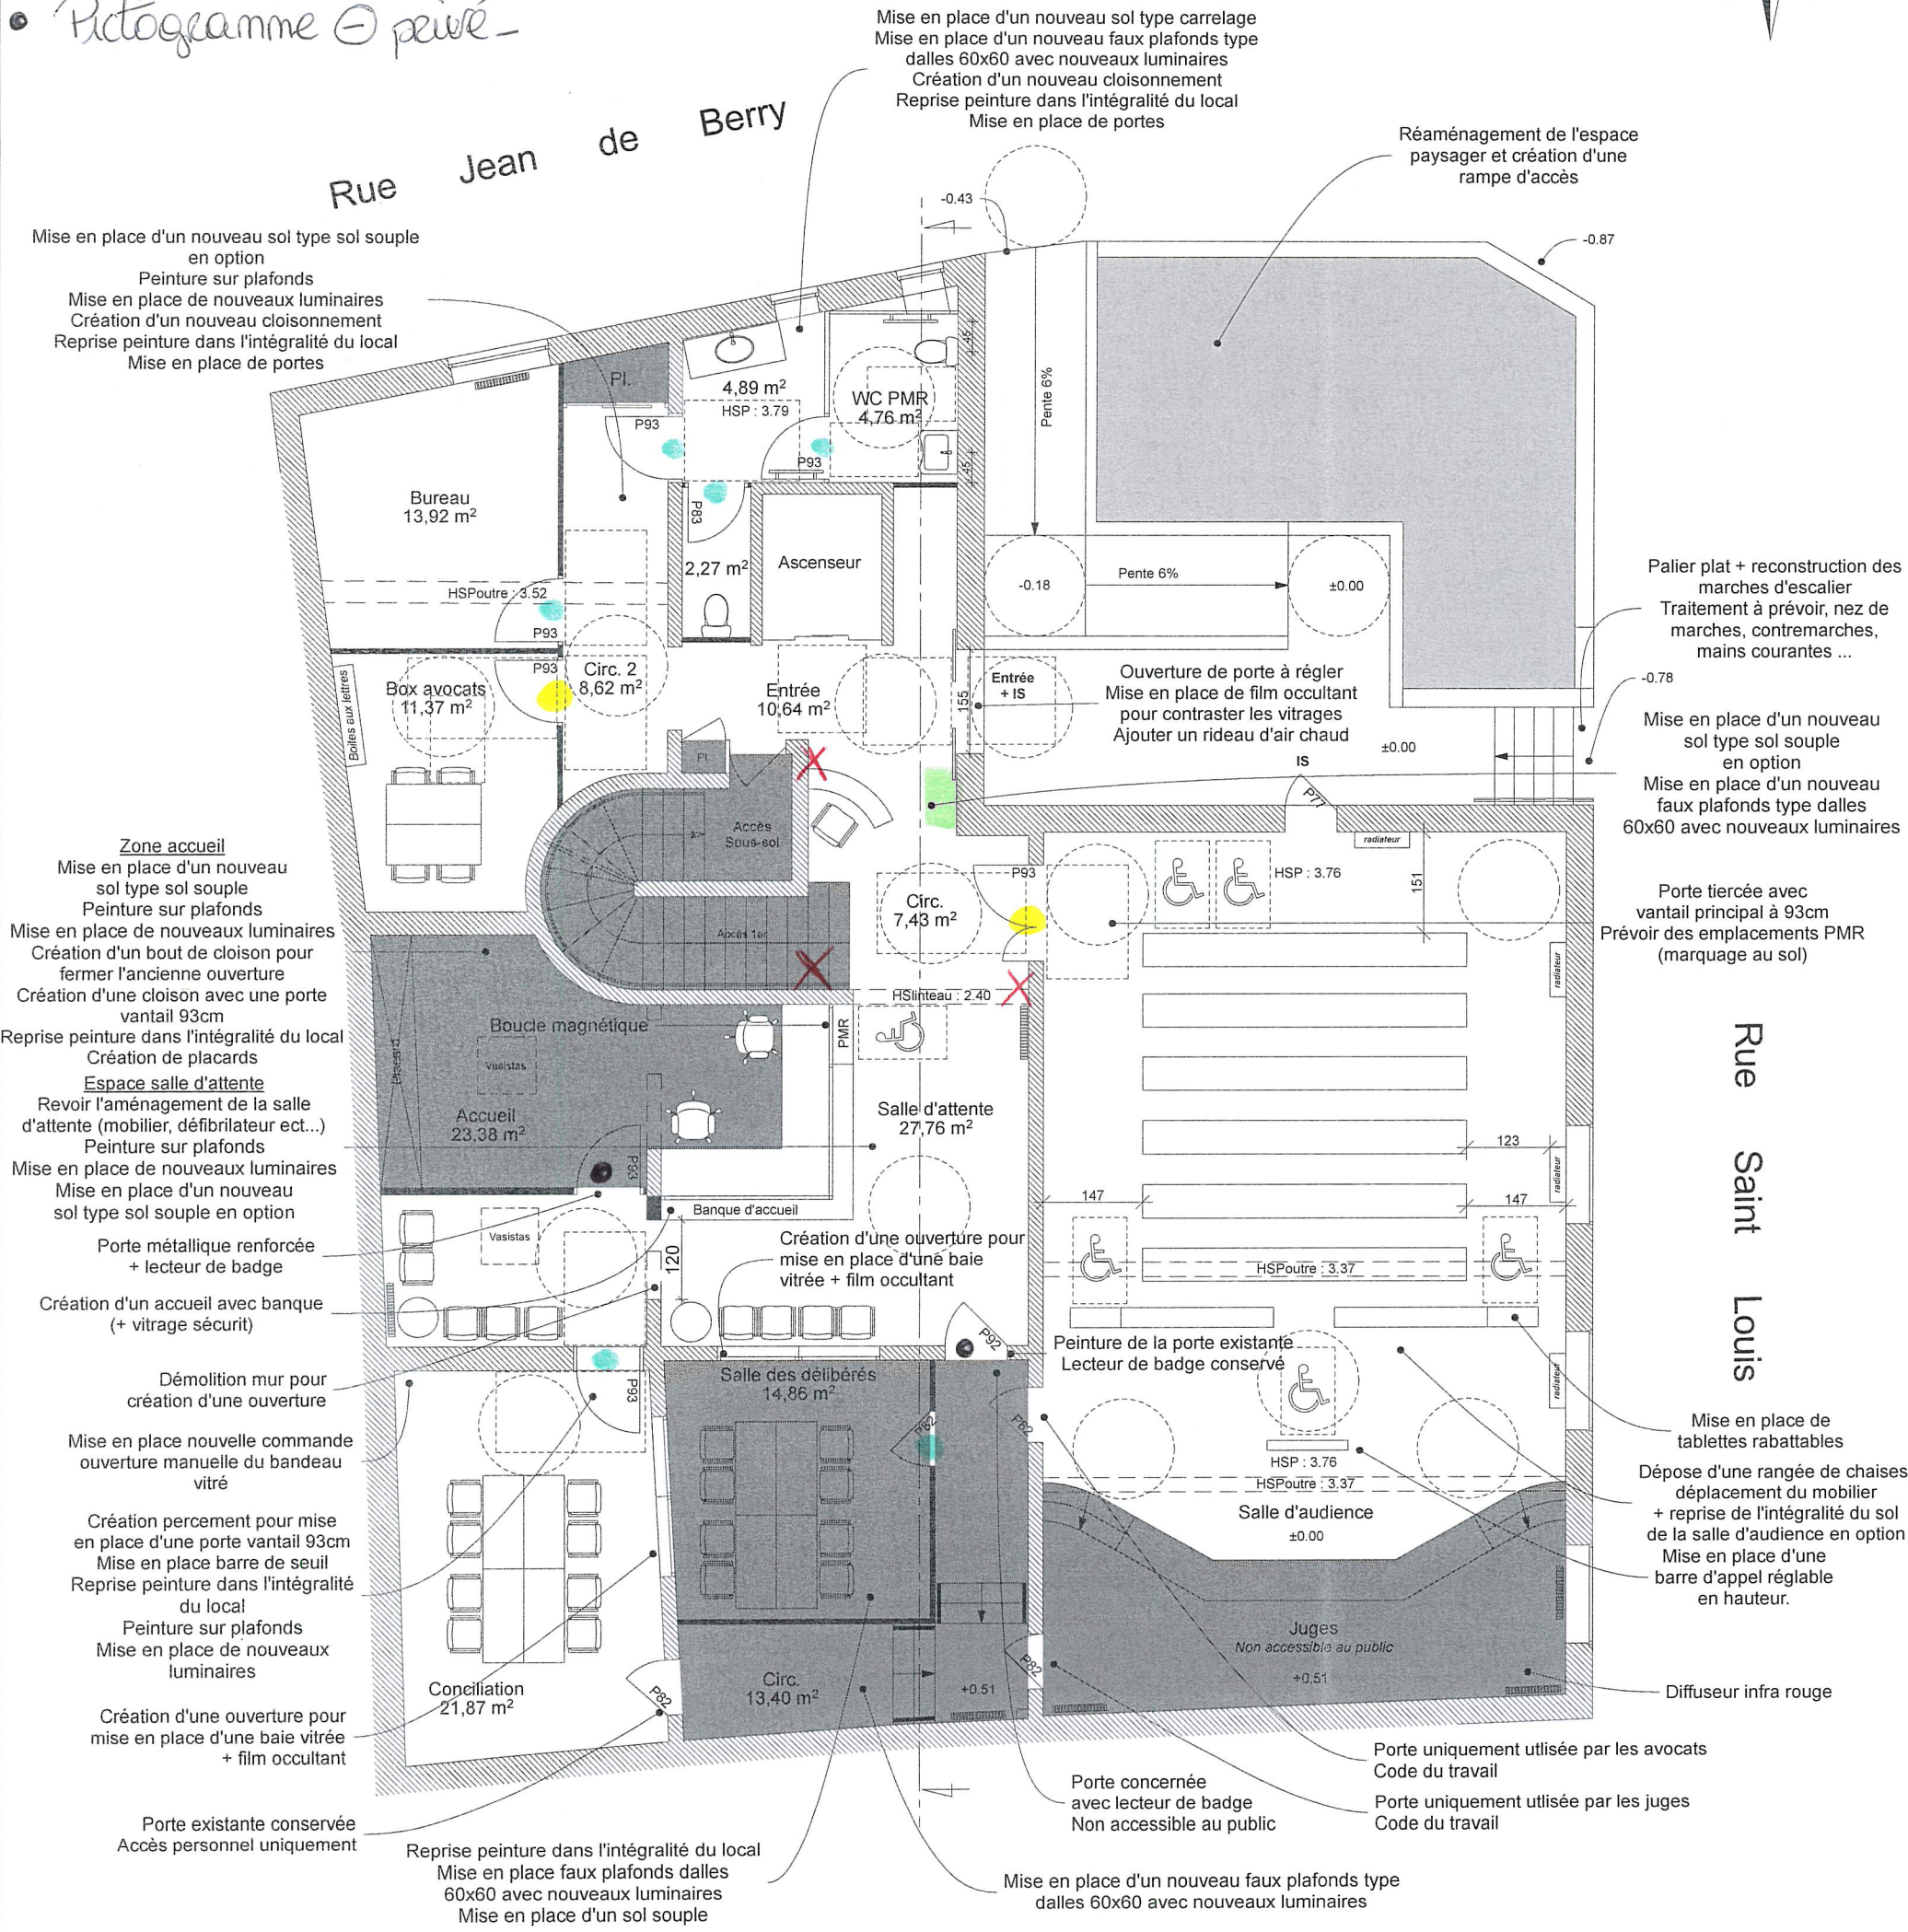 • Pictogramme ⊖ privé -
Mise en place d'un nouveau sol type carrelage
Mise en place d'un nouveau faux plafonds type
dalles 60x60 avec nouveaux luminaires
Création d'un nouveau cloisonnement
Reprise peinture dans l'intégralité du local
Mise en place de portes
Rue Jean de Berry
Réaménagement de l'espace
paysager et création d'une
rampe d'accès
-0.43
-0.87
Mise en place d'un nouveau sol type sol souple
en option
Peinture sur plafonds
Mise en place de nouveaux luminaires
Création d'un nouveau cloisonnement
Reprise peinture dans l'intégralité du local
Mise en place de portes
Pl.
4,89 m²
HSP : 3.79
WC PMR
4,76 m²
45
45
P93
P93
P83
Pente 6%
Bureau
13,92 m²
2,27 m²
Ascenseur
HSPoutre : 3.52
P93
-0.18
Pente 6%
±0.00
Palier plat + reconstruction des
marches d'escalier
Traitement à prévoir, nez de
marches, contremarches,
mains courantes ...
-0.78
P93
Box avocats
11,37 m²
Boites aux lettres
Circ. 2
8,62 m²
Entrée
10,64 m²
155
Entrée
+ IS
Ouverture de porte à régler
Mise en place de film occultant
pour contraster les vitrages
Ajouter un rideau d'air chaud
±0.00
IS
P77
Mise en place d'un nouveau
sol type sol souple
en option
Mise en place d'un nouveau
faux plafonds type dalles
60x60 avec nouveaux luminaires
Pl.
Accès
Sous-sol
Accès 1er
Zone accueil
Mise en place d'un nouveau
sol type sol souple
Peinture sur plafonds
Mise en place de nouveaux luminaires
Création d'un bout de cloison pour
fermer l'ancienne ouverture
Création d'une cloison avec une porte
vantail 93cm
Reprise peinture dans l'intégralité du local
Création de placards
Espace salle d'attente
Revoir l'aménagement de la salle
d'attente (mobilier, défibrilateur ect...)
Peinture sur plafonds
Mise en place de nouveaux luminaires
Mise en place d'un nouveau
sol type sol souple en option
Porte métallique renforcée
+ lecteur de badge
Création d'un accueil avec banque
(+ vitrage sécurit)
Démolition mur pour
création d'une ouverture
Mise en place nouvelle commande
ouverture manuelle du bandeau
vitré
Création percement pour mise
en place d'une porte vantail 93cm
Mise en place barre de seuil
Reprise peinture dans l'intégralité
du local
Peinture sur plafonds
Mise en place de nouveaux
luminaires
Création d'une ouverture pour
mise en place d'une baie vitrée
+ film occultant
Porte existante conservée
Accès personnel uniquement
Circ.
7,43 m²
P93
HSP : 3.76
radiateur
151
radiateur
Porte tiercée avec
vantail principal à 93cm
Prévoir des emplacements PMR
(marquage au sol)
HSlinteau : 2.40
Boucle magnétique
PMR
Placard
Vasistas
Accueil
23,38 m²
P93
Salle d'attente
27,76 m²
Banque d'accueil
Vasistas
120
Création d'une ouverture pour
mise en place d'une baie
vitrée + film occultant
147
123
147
radiateur
HSPoutre : 3.37
Rue Saint Louis
P92
Peinture de la porte existante
Lecteur de badge conservé
radiateur
Salle des délibérés
14,86 m²
P82
P82
P93
HSP : 3.76
HSPoutre : 3.37
Salle d'audience
±0.00
Mise en place de
tablettes rabattables
Dépose d'une rangée de chaises
déplacement du mobilier
+ reprise de l'intégralité du sol
de la salle d'audience en option
Mise en place d'une
barre d'appel réglable
en hauteur.
Juges
Non accessible au public
+0.51
Diffuseur infra rouge
Conciliation
21,87 m²
P82
Circ.
13,40 m²
+0.51
P82
Porte uniquement utlisée par les avocats
Code du travail
Porte uniquement utlisée par les juges
Code du travail
Porte concernée
avec lecteur de badge
Non accessible au public
Reprise peinture dans l'intégralité du local
Mise en place faux plafonds dalles
60x60 avec nouveaux luminaires
Mise en place d'un sol souple
Mise en place d'un nouveau faux plafonds type
dalles 60x60 avec nouveaux luminaires